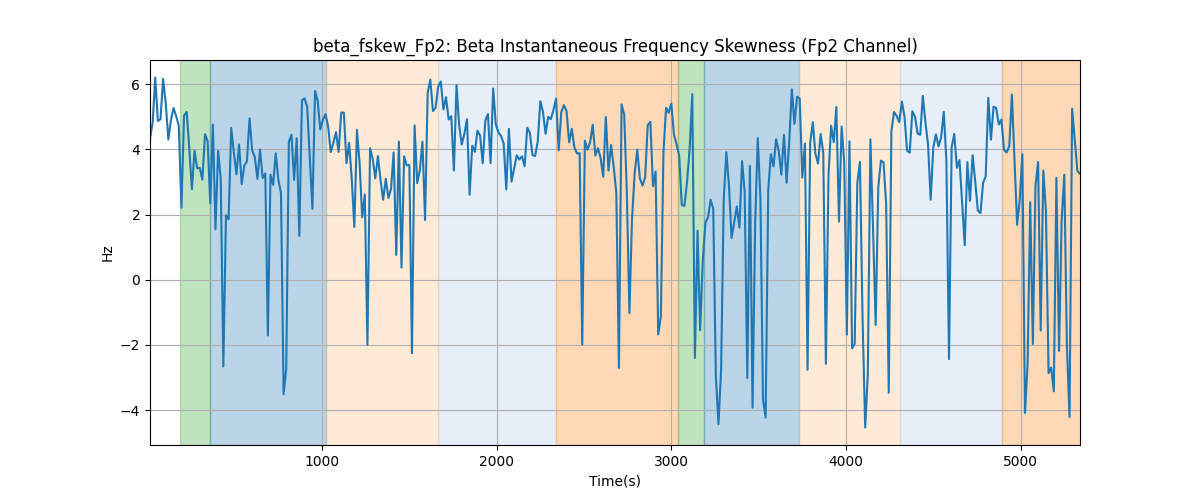 beta_fskew_Fp2: Beta Instantaneous Frequency Skewness (Fp2 Channel)
6
4
2
0
−2
−4
Hz
1000 2000 3000 4000 5000
Time(s)